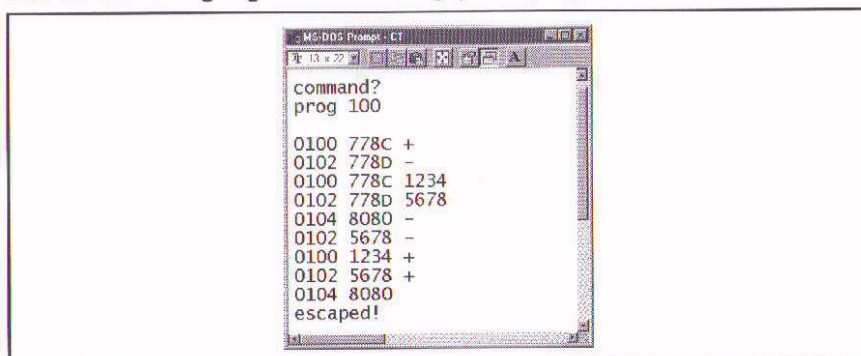 MS-DOS Prompt - CT
13 x 22 A
command?
prog 100
0100 778C +
0102 778D -
0100 778C 1234
0102 778D 5678
0104 8080 -
0102 5678 -
0100 1234 +
0102 5678 +
0104 8080
escaped!